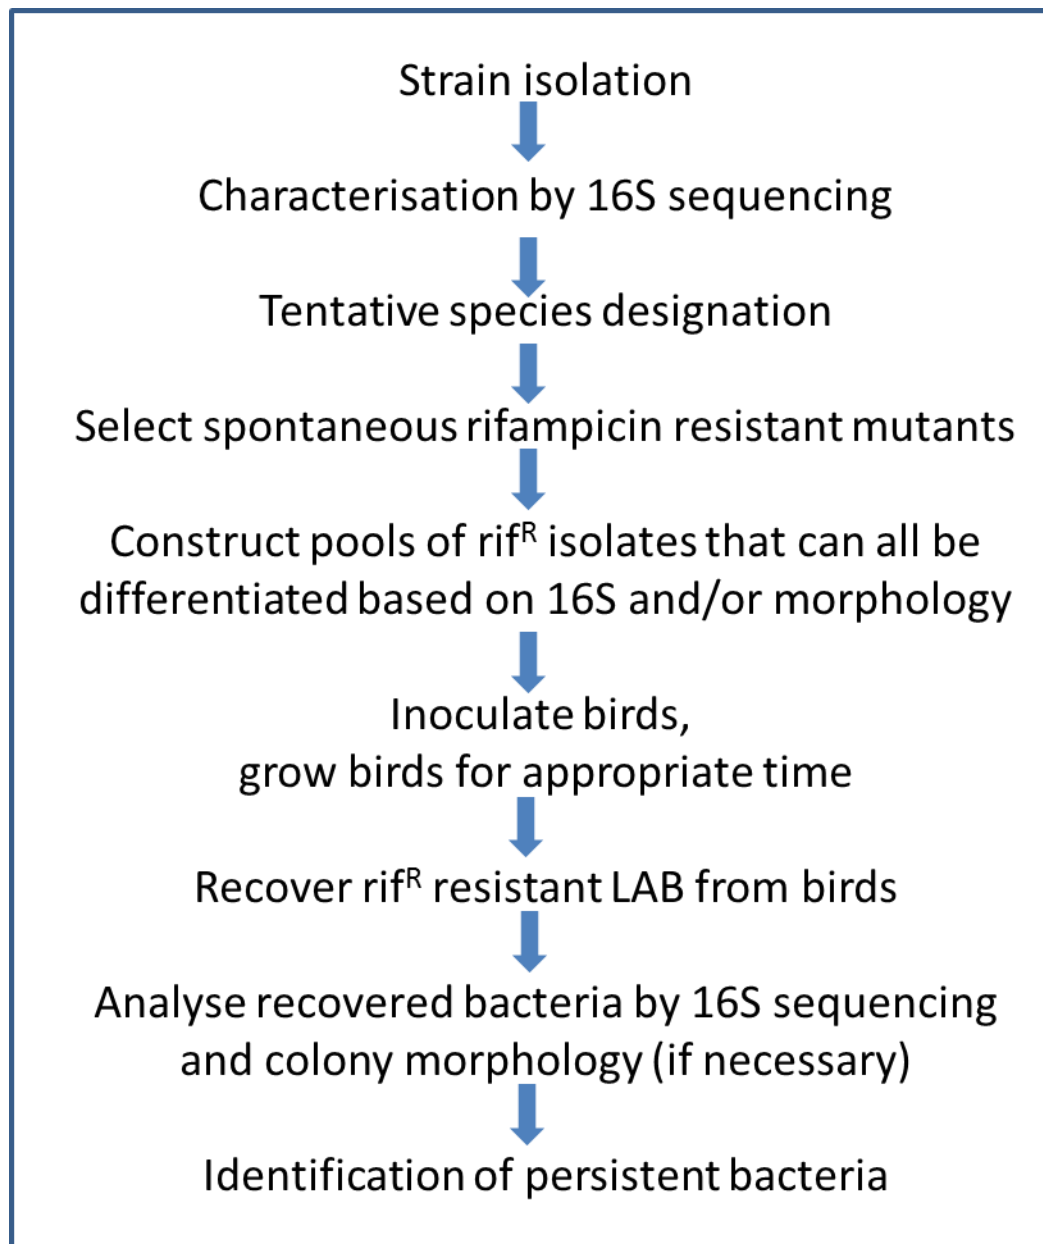 Strain isolation
Characterisation by 16S sequencing
Tentative species designation
Select spontaneous rifampicin resistant mutants
Construct pools of rifᴿ isolates that can all be
differentiated based on 16S and/or morphology
Inoculate birds,
grow birds for appropriate time
Recover rifᴿ resistant LAB from birds
Analyse recovered bacteria by 16S sequencing
and colony morphology (if necessary)
Identification of persistent bacteria